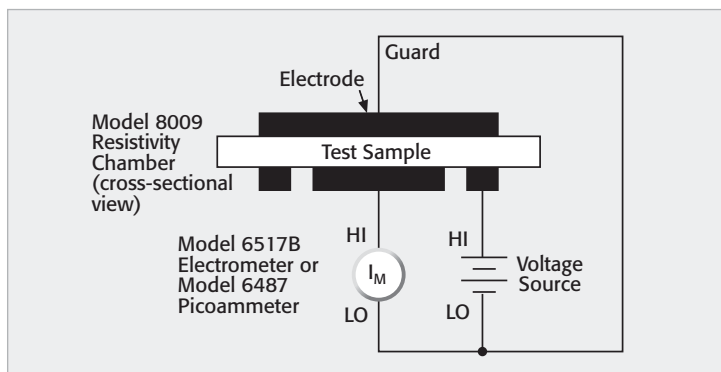 Guard
Electrode
Model 8009
Resistivity
Chamber
(cross-sectional
view)
Test Sample
Model 6517B
Electrometer or
Model 6487
Picoammeter
HI
IM
LO
HI
LO
Voltage
Source